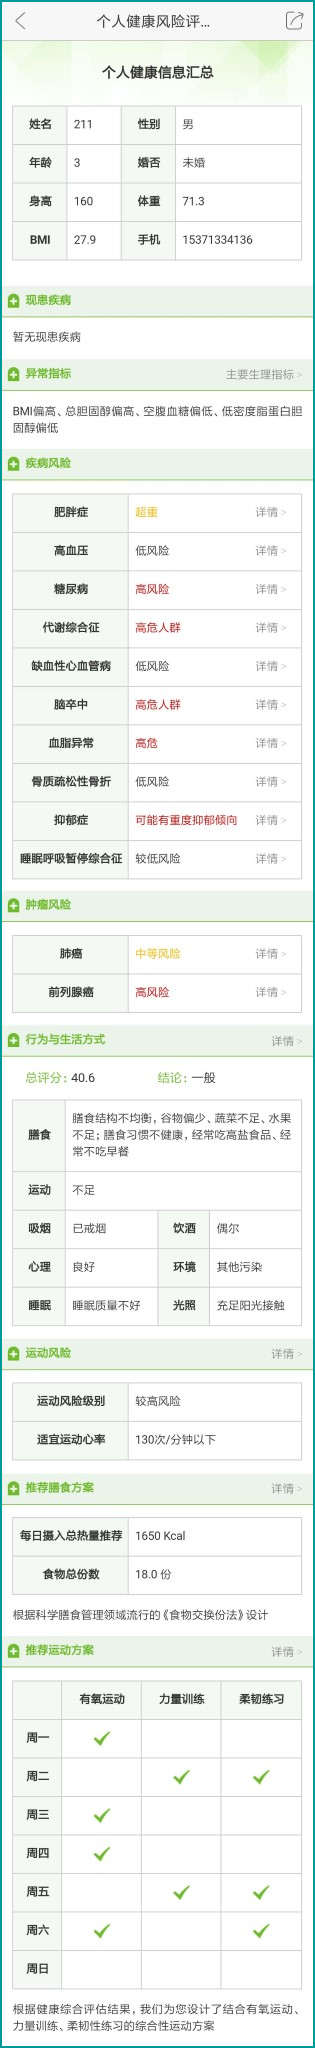 个人健康风险评...
个人健康信息汇总
姓名 211 性别 男
年龄 3 婚否 未婚
身高 160 体重 71.3
BMI 27.9 手机 15371334136
现患疾病
暂无现患疾病
异常指标 主要生理指标 >
BMI偏高、总胆固醇偏高、空腹血糖偏低、低密度脂蛋白胆
固醇偏低
疾病风险
肥胖症 超重 详情 >
高血压 低风险 详情 >
糖尿病 高风险 详情 >
代谢综合征 高危人群 详情 >
缺血性心血管病 低风险 详情 >
脑卒中 高危人群 详情 >
血脂异常 高危 详情 >
骨质疏松性骨折 低风险 详情 >
抑郁症 可能有重度抑郁倾向 详情 >
睡眠呼吸暂停综合征 较低风险 详情 >
肿瘤风险
肺癌 中等风险 详情 >
前列腺癌 高风险 详情 >
行为与生活方式 详情 >
总评分: 40.6 结论: 一般
膳食 膳食结构不均衡, 谷物偏少、蔬菜不足、水果
不足; 膳食习惯不健康, 经常吃高盐食品、经
常不吃早餐
运动 不足
吸烟 已戒烟 饮酒 偶尔
心理 良好 环境 其他污染
睡眠 睡眠质量不好 光照 充足阳光接触
运动风险 详情 >
运动风险级别 较高风险
适宜运动心率 130次/分钟以下
推荐膳食方案 详情 >
每日摄入总热量推荐 1650 Kcal
食物总份数 18.0 份
根据科学膳食管理领域流行的《食物交换份法》设计
推荐运动方案 详情 >
有氧运动 力量训练 柔韧练习
周一
周二
周三
周四
周五
周六
周日
根据健康综合评估结果, 我们为您设计了结合有氧运动、
力量训练、柔韧性练习的综合性运动方案